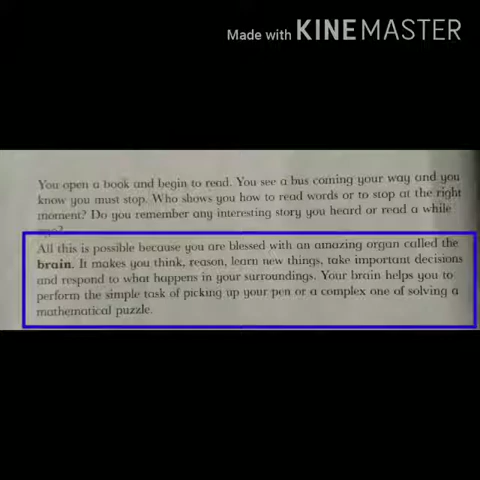 Made with KINEMASTER
You open a book and begin to read. You see a bus coming your way and you
know you must stop. Who shows you how to read words or to stop at the right
moment? Do you remember any interesting story you heard or read a while
ago?
All this is possible because you are blessed with an amazing organ called the
brain. It makes you think, reason, learn new things, take important decisions
and respond to what happens in your surroundings. Your brain helps you to
perform the simple task of picking up your pen or a complex one of solving a
mathematical puzzle.